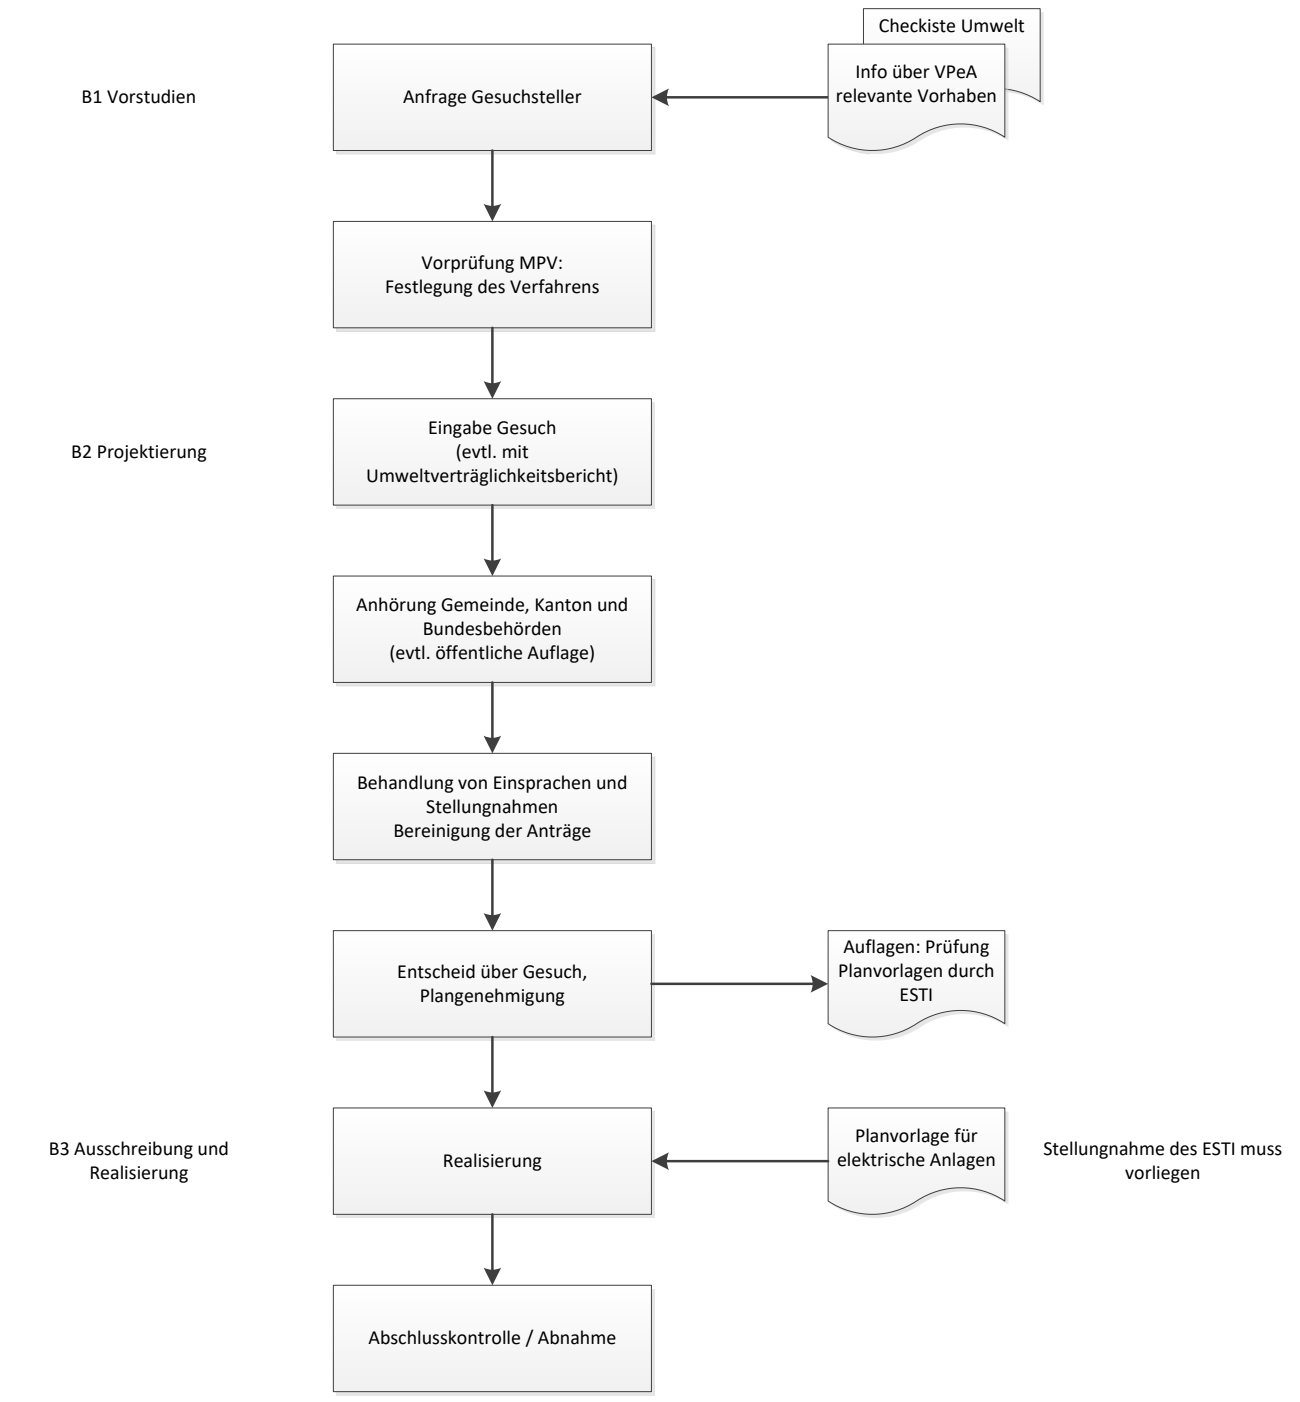 Checkiste Umwelt
B1 Vorstudien
Anfrage Gesuchsteller
Info über VPeA
relevante Vorhaben
Vorprüfung MPV:
Festlegung des Verfahrens
B2 Projektierung
Eingabe Gesuch
(evtl. mit
Umweltverträglichkeitsbericht)
Anhörung Gemeinde, Kanton und
Bundesbehörden
(evtl. öffentliche Auflage)
Behandlung von Einsprachen und
Stellungnahmen
Bereinigung der Anträge
Entscheid über Gesuch,
Plangenehmigung
Auflagen: Prüfung
Planvorlagen durch
ESTI
B3 Ausschreibung und
Realisierung
Realisierung
Planvorlage für
elektrische Anlagen
Stellungnahme des ESTI muss
vorliegen
Abschlusskontrolle / Abnahme